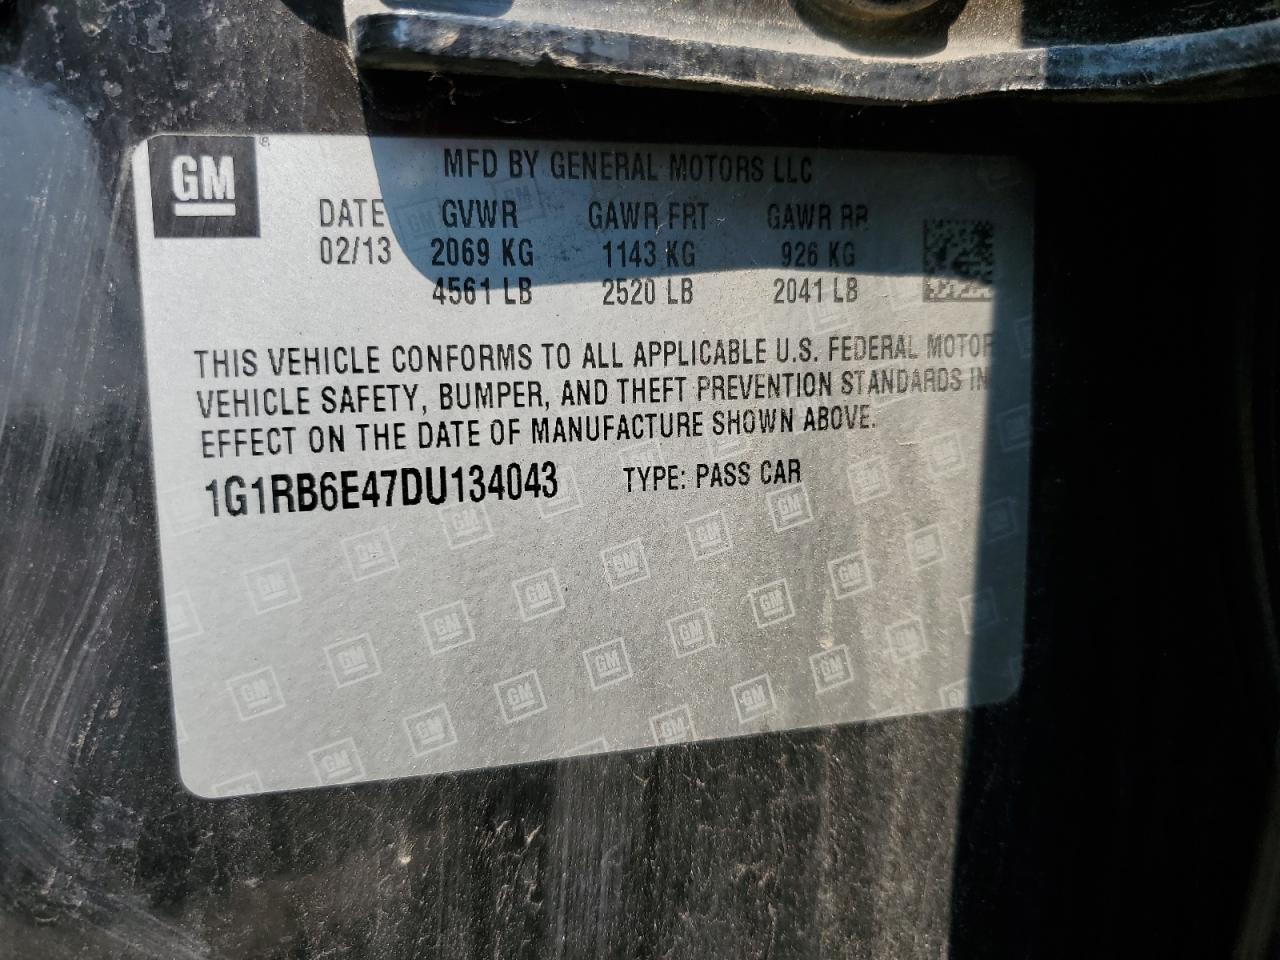 GM
MFD BY GENERAL MOTORS LLC
DATE GVWR GAWR FRT GAWR RR
02/13 2069 KG 1143 KG 926 KG
4561 LB 2520 LB 2041 LB
THIS VEHICLE CONFORMS TO ALL APPLICABLE U.S. FEDERAL MOTOR
VEHICLE SAFETY, BUMPER, AND THEFT PREVENTION STANDARDS IN
EFFECT ON THE DATE OF MANUFACTURE SHOWN ABOVE.
1G1RB6E47DU134043 TYPE: PASS CAR